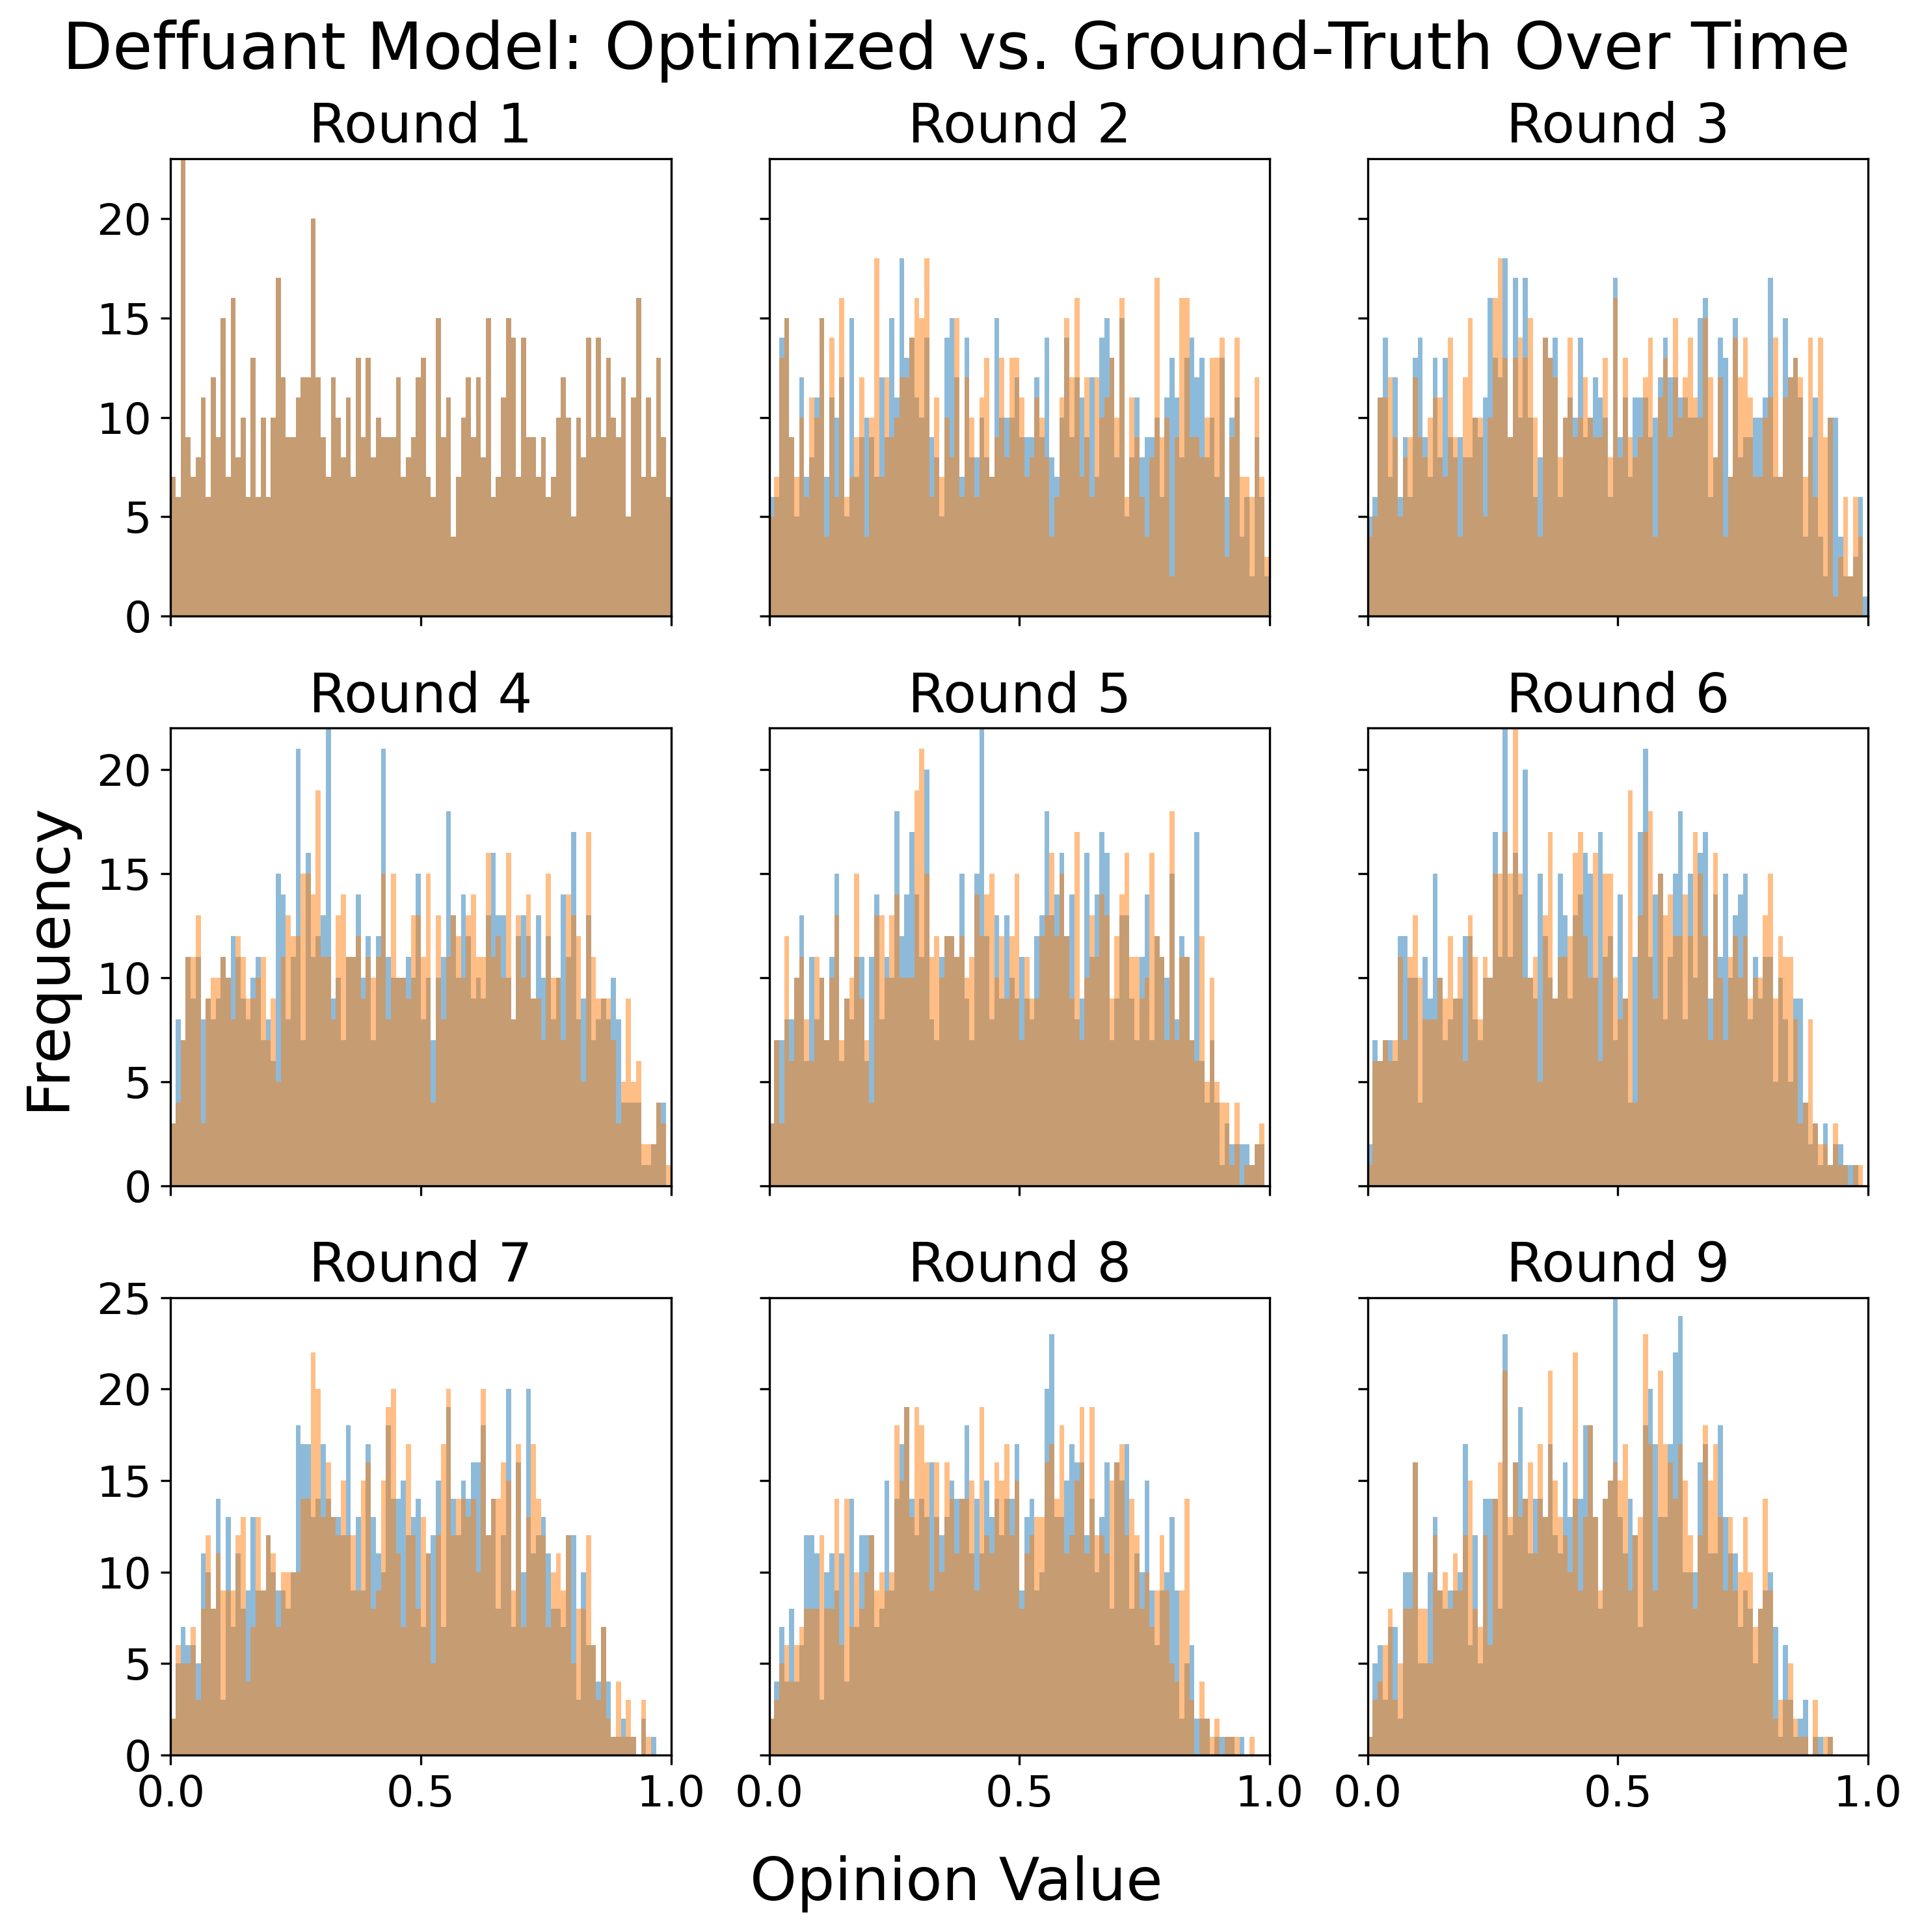 Deffuant Model: Optimized vs. Ground-Truth Over Time
Round 1
Round 2
Round 3
20
15
10
5
0
Round 4
Round 5
Round 6
20
15
10
5
0
Frequency
Round 7
Round 8
Round 9
25
20
15
10
5
0
0.0 0.5 1.0
0.0 0.5 1.0
0.0 0.5 1.0
Opinion Value